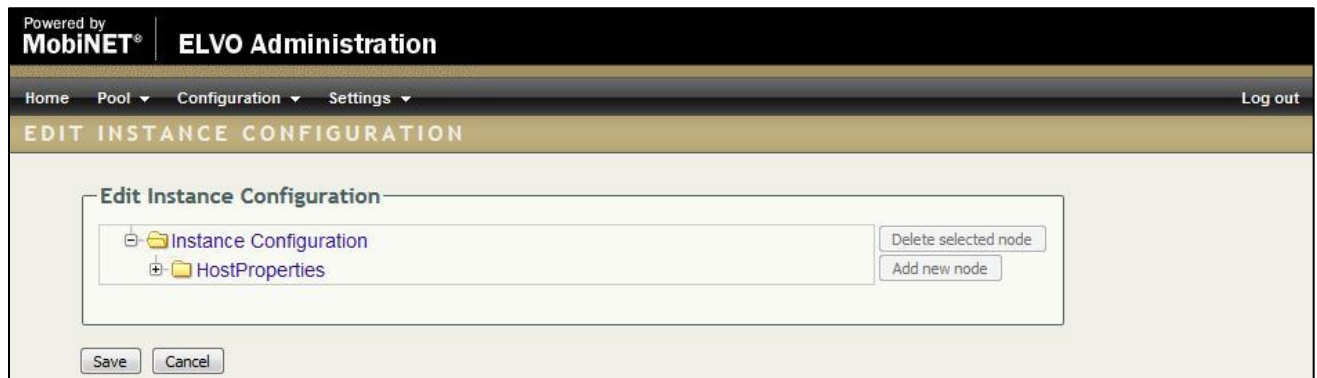 Powered by
MobiNET® ELVO Administration
Home Pool Configuration Settings Log out
EDIT INSTANCE CONFIGURATION
Edit Instance Configuration
Instance Configuration Delete selected node
HostProperties Add new node
Save Cancel